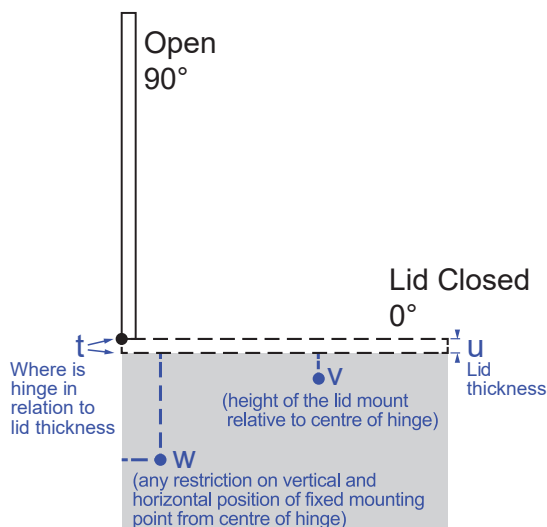 Open
90°
Lid Closed
0°
t
Where is
hinge in
relation to
lid thickness
u
Lid
thickness
v
(height of the lid mount
relative to centre of hinge)
w
(any restriction on vertical and
horizontal position of fixed mounting
point from centre of hinge)